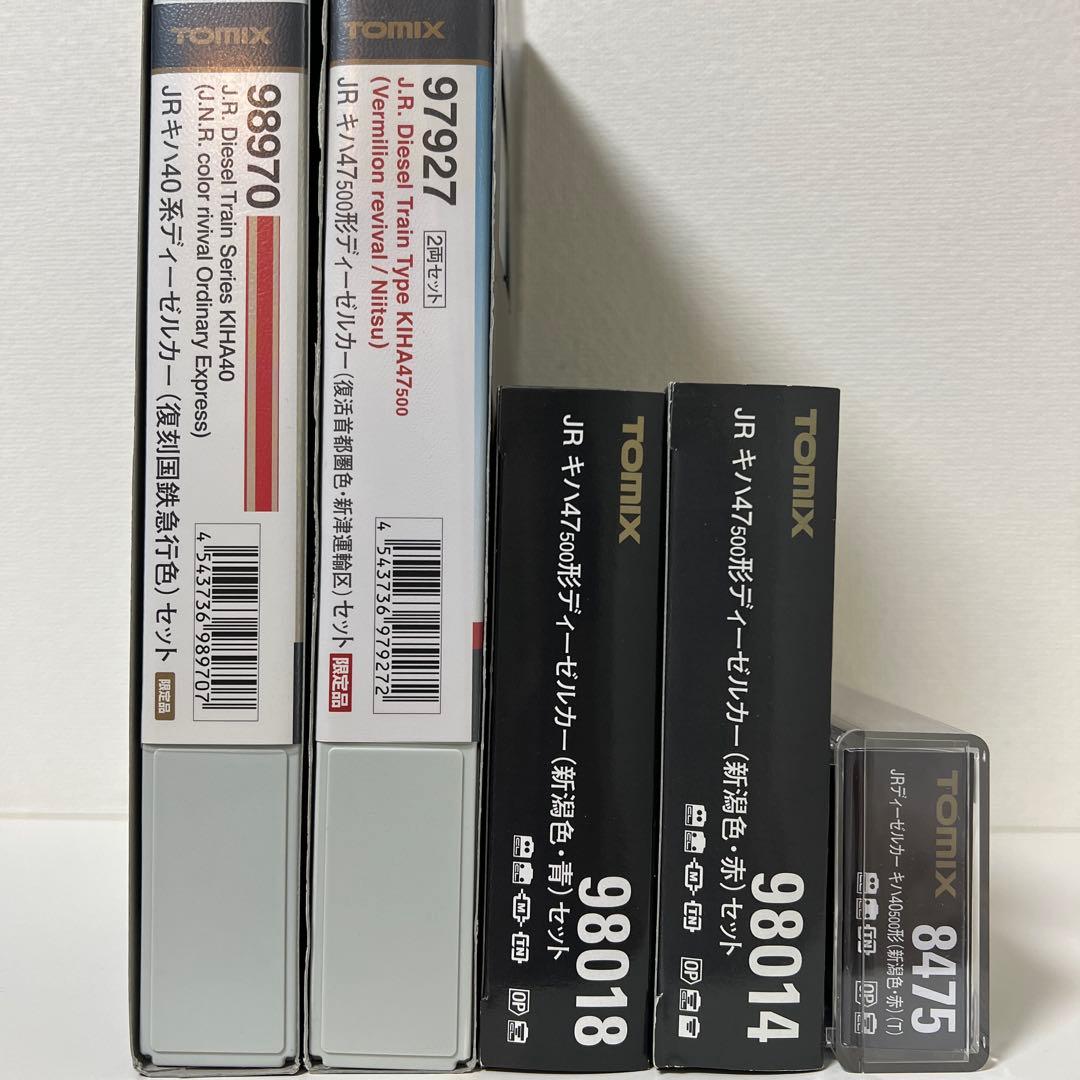 TOMIX
98970
J.R. Diesel Train Series KIHA40
(J.N.R. color rivival Ordinary Express)
JR キハ40系ディーゼルカー(復刻国鉄急行色)セット
限定品
4 543736 989707
TOMIX
97927
2両セット
J.R. Diesel Train Type KIHA47500
(Vermilion revival / Niitsu)
JR キハ47500形ディーゼルカー(復活首都圏色・新津運輸区)セット
限定品
4 543736 979272
TOMIX
JR キハ47500形ディーゼルカー(新潟色・青)セット
98018
M
TN
OP
TOMIX
JR キハ47500形ディーゼルカー(新潟色・赤)セット
98014
M
TN
OP
TOMIX
8475
JRディーゼルカー キハ40500形(新潟色・赤)(T)
TN
OP